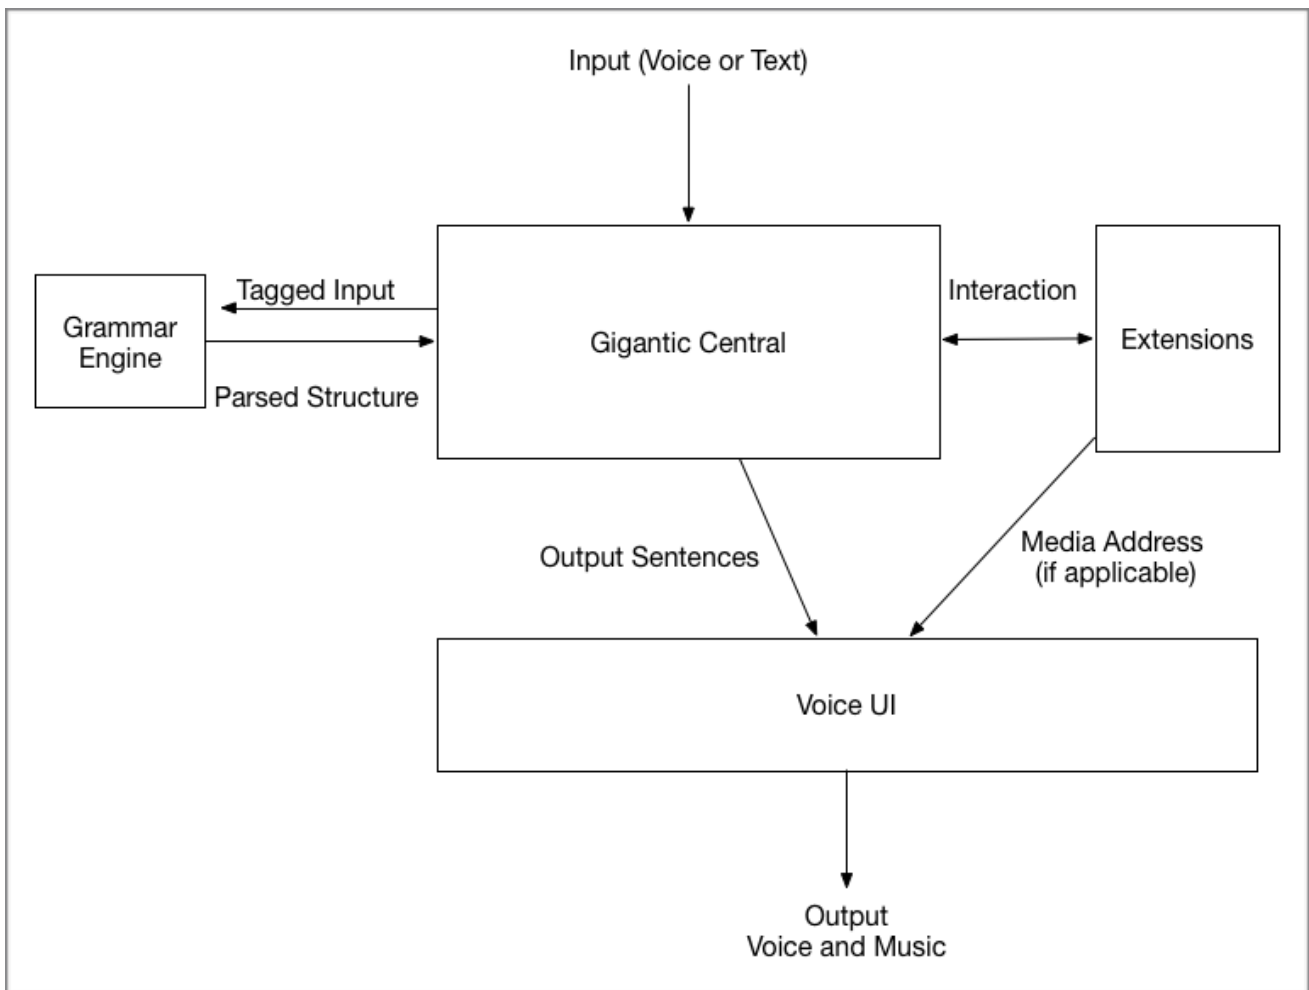 Input (Voice or Text)
Tagged Input
Grammar
Engine
Parsed Structure
Gigantic Central
Interaction
Extensions
Output Sentences
Media Address
(if applicable)
Voice UI
Output
Voice and Music